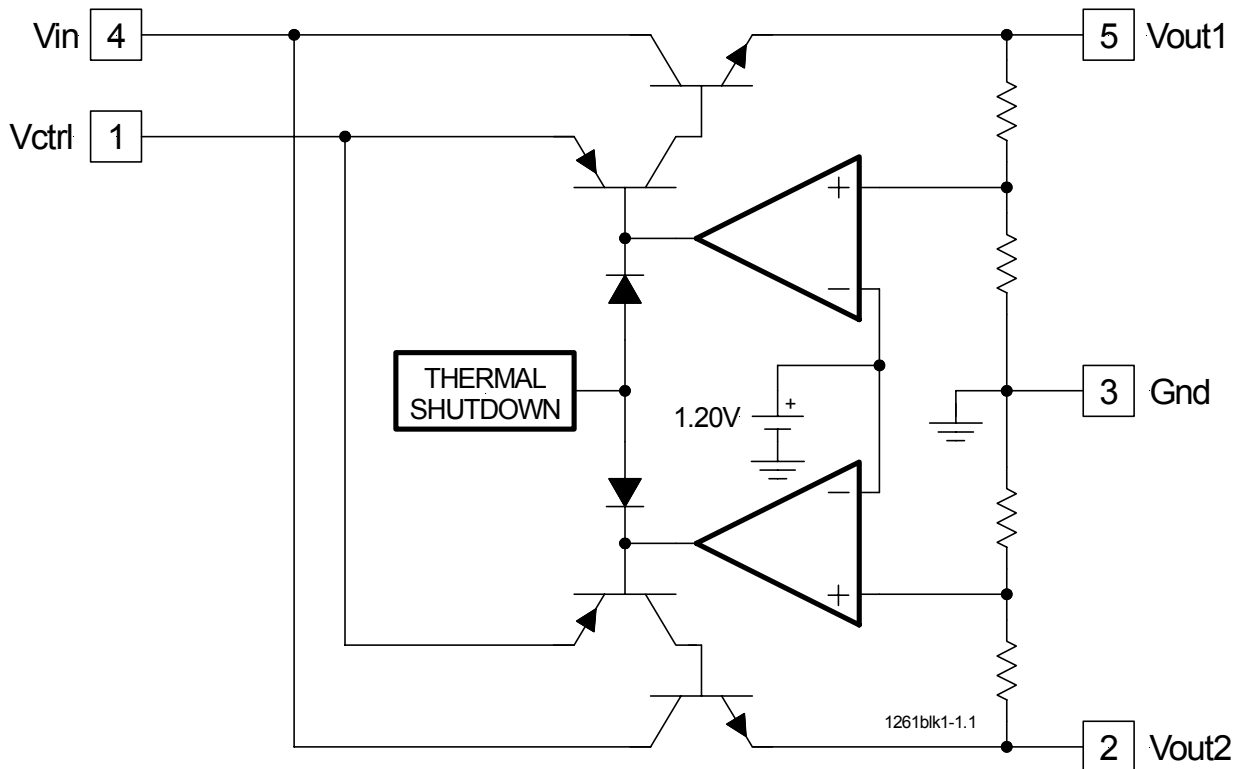 Vin 4
5 Vout1
Vctrl 1
+
−
THERMAL
SHUTDOWN
3 Gnd
+
1.20V
−
+
1261blk1-1.1
2 Vout2